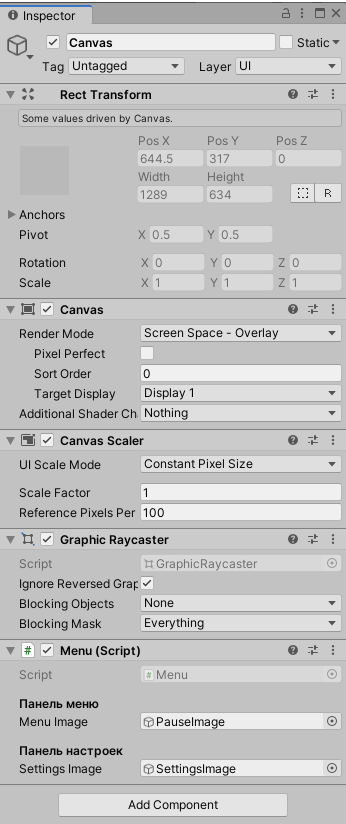 Inspector
Canvas
Static
Tag Untagged Layer UI
Rect Transform
Some values driven by Canvas.
Pos X Pos Y Pos Z
644.5 317 0
Width Height
1289 634
R
Anchors
Pivot X 0.5 Y 0.5
Rotation X 0 Y 0 Z 0
Scale X 1 Y 1 Z 1
Canvas
Render Mode Screen Space - Overlay
Pixel Perfect
Sort Order 0
Target Display Display 1
Additional Shader Ch Nothing
Canvas Scaler
UI Scale Mode Constant Pixel Size
Scale Factor 1
Reference Pixels Per 100
Graphic Raycaster
Script GraphicRaycaster
Ignore Reversed Grap
Blocking Objects None
Blocking Mask Everything
# Menu (Script)
Script # Menu
Панель меню
Menu Image PauseImage
Панель настроек
Settings Image SettingsImage
Add Component